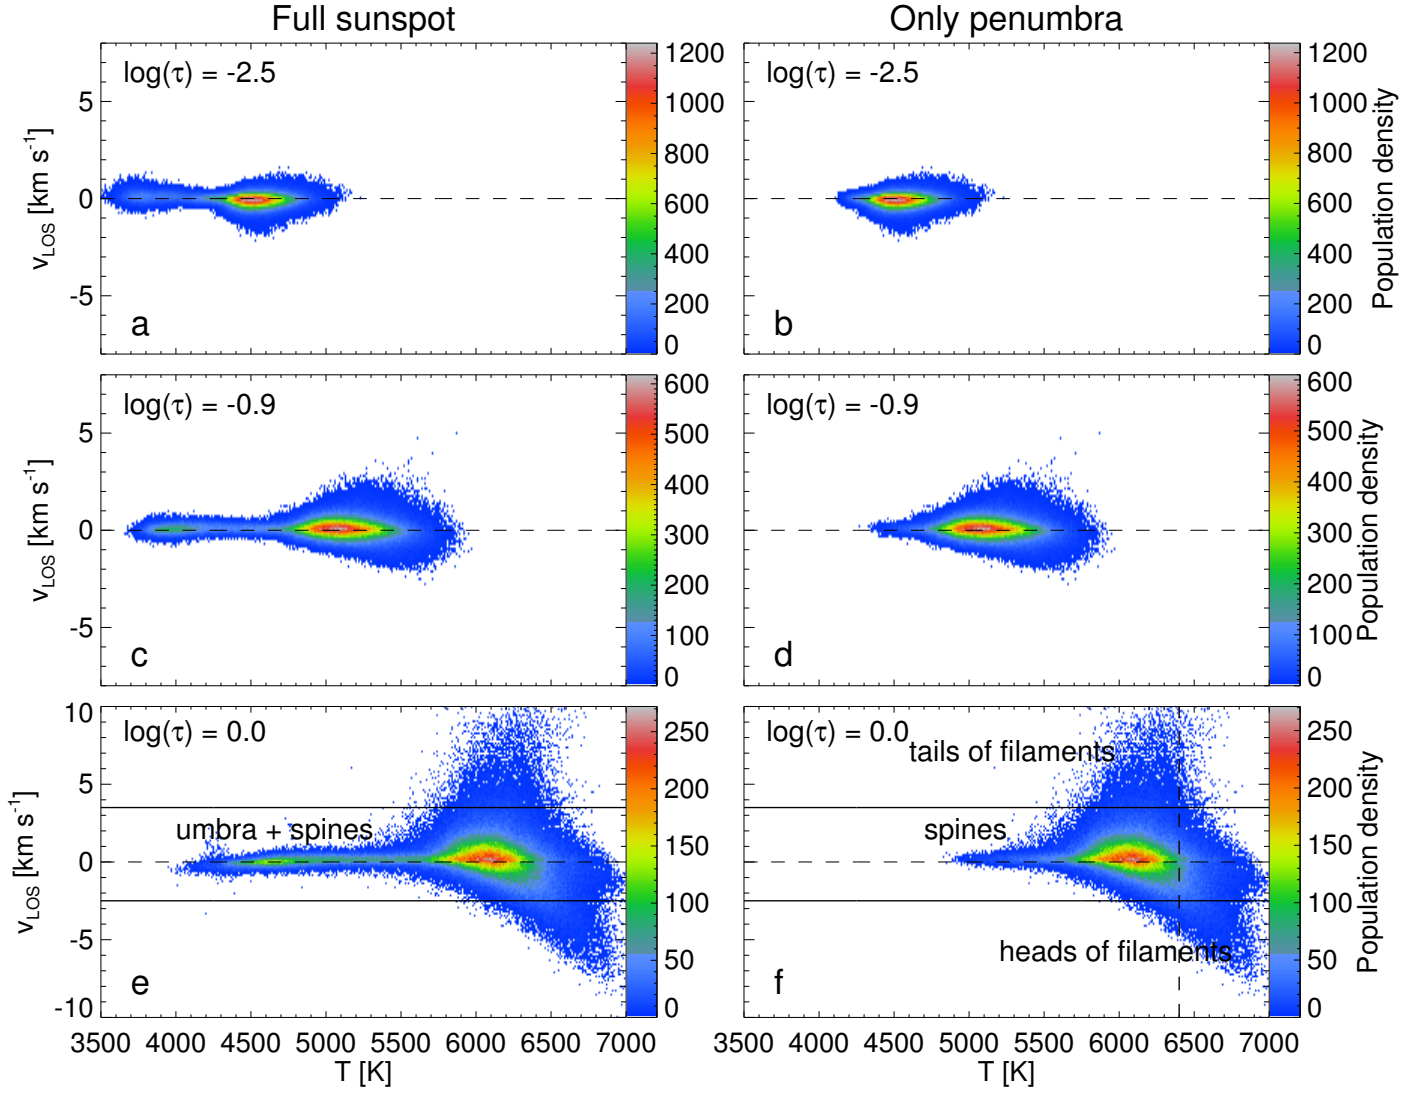 Full sunspot
Only penumbra
log(τ) = -2.5
5
0
-5
v_LOS [km s⁻¹]
a
1200
1000
800
600
400
200
0
log(τ) = -2.5
b
1200
1000
800
600
400
200
0
Population density
log(τ) = -0.9
5
0
-5
v_LOS [km s⁻¹]
c
600
500
400
300
200
100
0
log(τ) = -0.9
d
600
500
400
300
200
100
0
Population density
log(τ) = 0.0
10
5
0
-5
-10
v_LOS [km s⁻¹]
umbra + spines
e
250
200
150
100
50
0
log(τ) = 0.0
tails of filaments
spines
heads of filaments
f
250
200
150
100
50
0
Population density
3500 4000 4500 5000 5500 6000 6500 7000
T [K]
3500 4000 4500 5000 5500 6000 6500 7000
T [K]